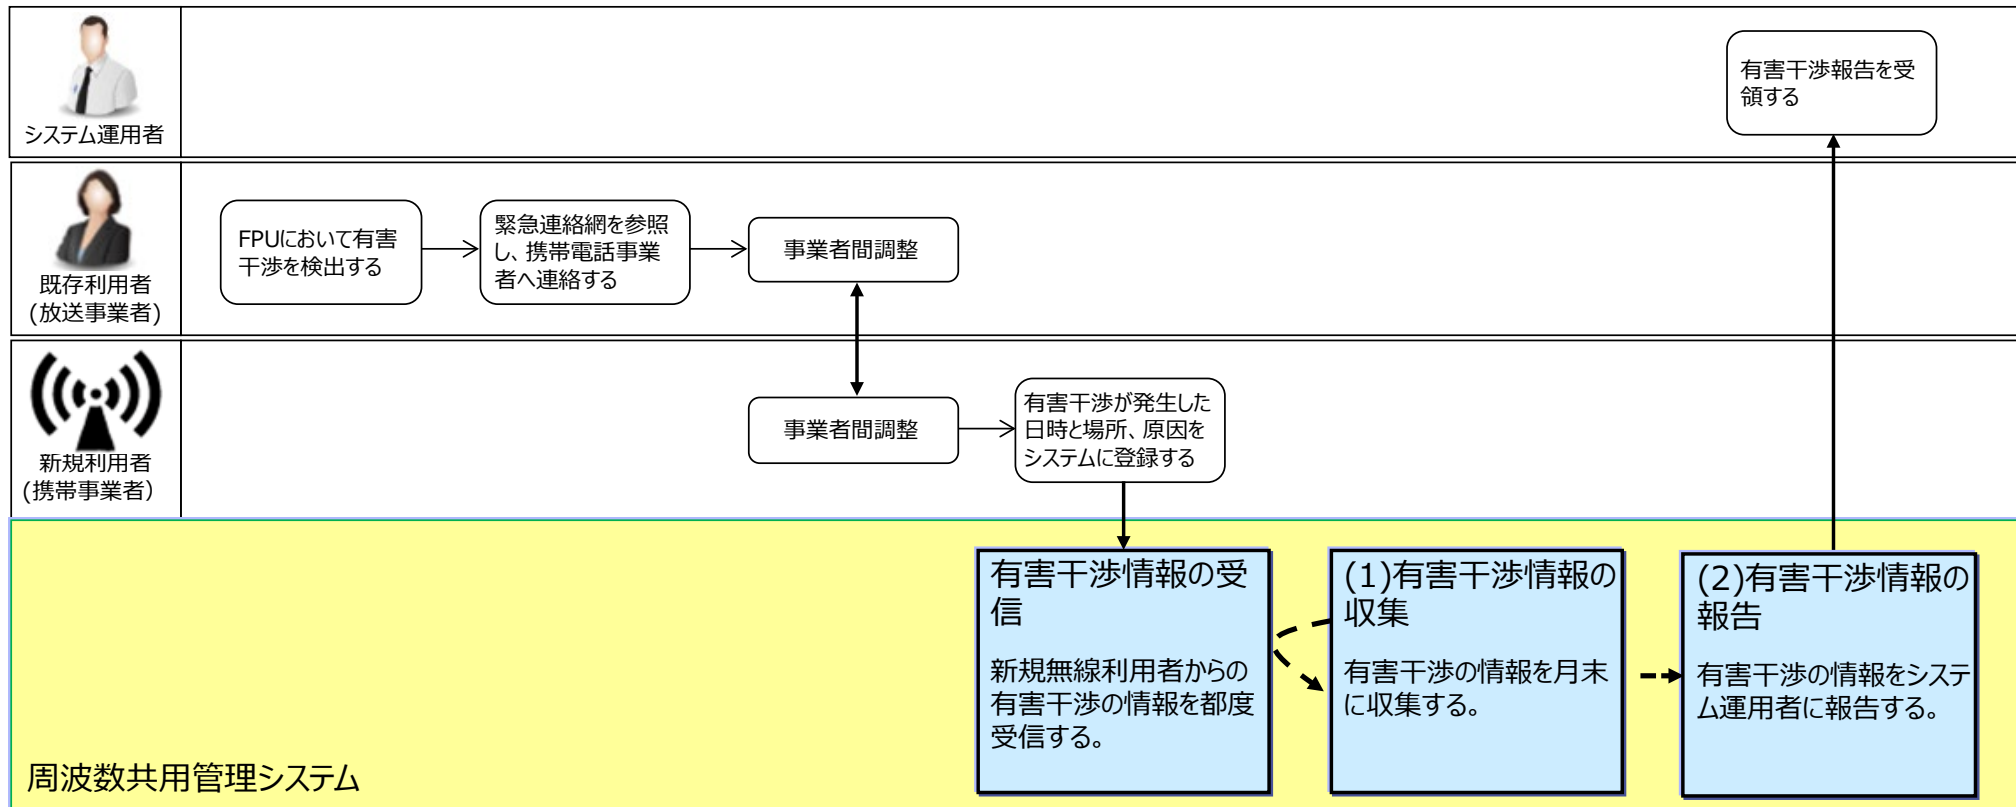 システム運用者
有害干渉報告を受
領する
既存利用者
(放送事業者)
FPUにおいて有害
干渉を検出する
緊急連絡網を参照
し、携帯電話事業
者へ連絡する
事業者間調整
新規利用者
(携帯事業者)
事業者間調整
有害干渉が発生した
日時と場所、原因を
システムに登録する
周波数共用管理システム
有害干渉情報の受
信
新規無線利用者からの
有害干渉の情報を都度
受信する。
(1)有害干渉情報の
収集
有害干渉の情報を月末
に収集する。
(2)有害干渉情報の
報告
有害干渉の情報をシステ
ム運用者に報告する。